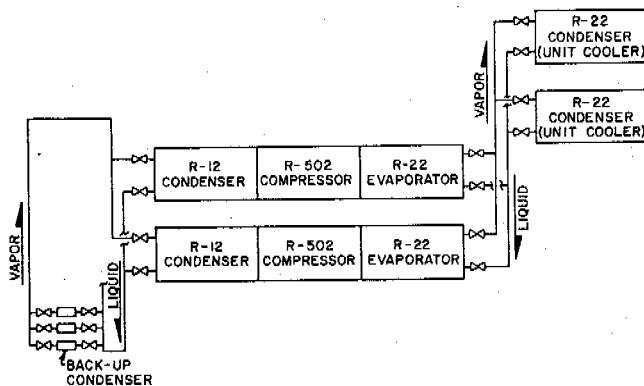 R-22
CONDENSER
(UNIT COOLER)
R-22
CONDENSER
(UNIT COOLER)
VAPOR
R-12
CONDENSER
R-502
COMPRESSOR
R-22
EVAPORATOR
LIQUID
R-12
CONDENSER
R-502
COMPRESSOR
R-22
EVAPORATOR
VAPOR
LIQUID
BACK-UP
CONDENSER